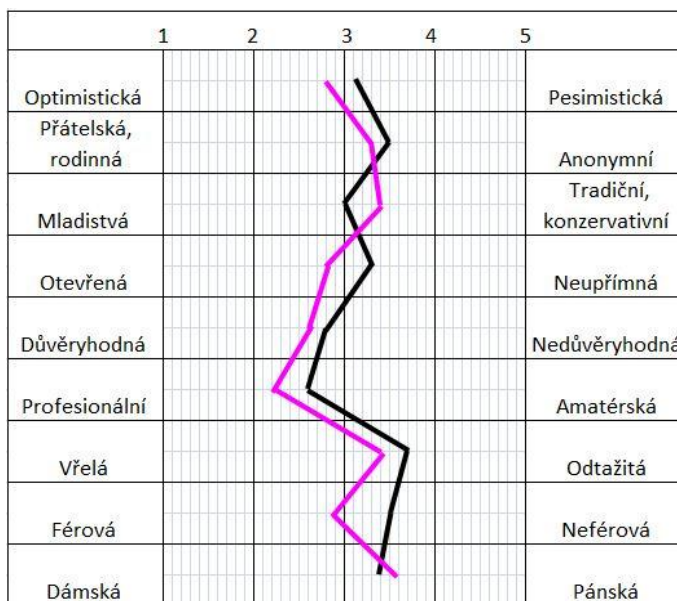 1 2 3 4 5
Optimistická Pesimistická
Přátelská,
rodinná Anonymní
Tradiční,
Mladistvá konzervativní
Otevřená Neupřímná
Důvěryhodná Nedůvěryhodná
Profesionální Amatérská
Vřelá Odtažitá
Férová Neférová
Dámská Pánská